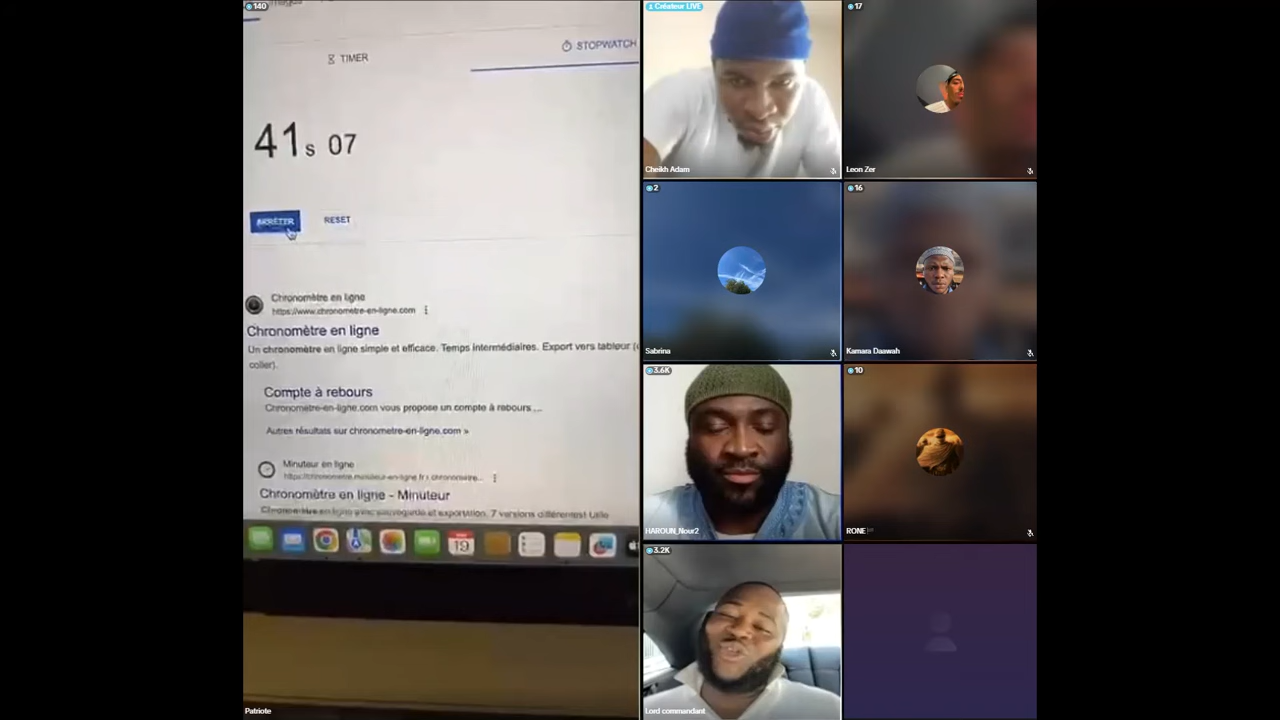 140
TIMER
STOPWATCH
41s 07
ARRÊTER
RESET
Chronomètre en ligne
https://www.chronometre-en-ligne.com
Chronomètre en ligne
Un chronomètre en ligne simple et efficace. Temps intermédiaires. Export vers tableur (
coller).
Compte à rebours
Chronometre-en-ligne.com vous propose un compte à rebours ...
Autres résultats sur chronometre-en-ligne.com »
Minuteur en ligne
Chronomètre en ligne - Minuteur
19
Patriote
Créateur LIVE
Cheikh Adam
17
Leon Zer
2
Sabrina
16
Kamara Daawah
3.6K
HAROUN_Nour2
10
RONE
3.2K
Lord commandant